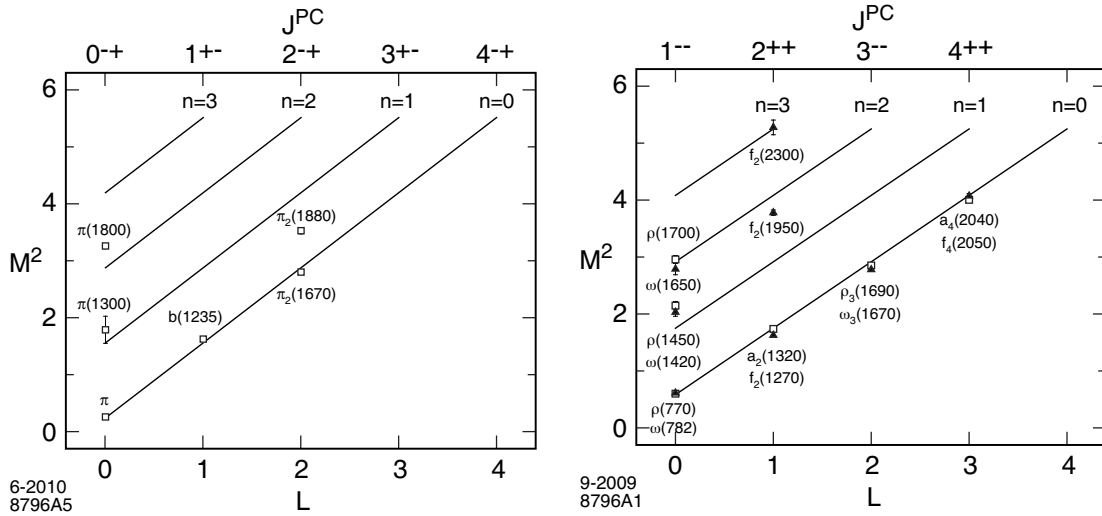 J^PC
0-+ 1+- 2-+ 3+- 4-+
6
n=3 n=2 n=1 n=0
4
π(1800)
π₂(1880)
M²
π(1300)
b(1235)
π₂(1670)
2
π
0
0 1 2 3 4
6-2010
8796A5
L
J^PC
1-- 2++ 3-- 4++
6
n=3 n=2 n=1 n=0
f₂(2300)
4
a₄(2040)
f₄(2050)
ρ(1700)
f₂(1950)
M²
ω(1650)
ρ₃(1690)
ω₃(1670)
2
ρ(1450)
ω(1420)
a₂(1320)
f₂(1270)
ρ(770)
ω(782)
0
0 1 2 3 4
9-2009
8796A1
L